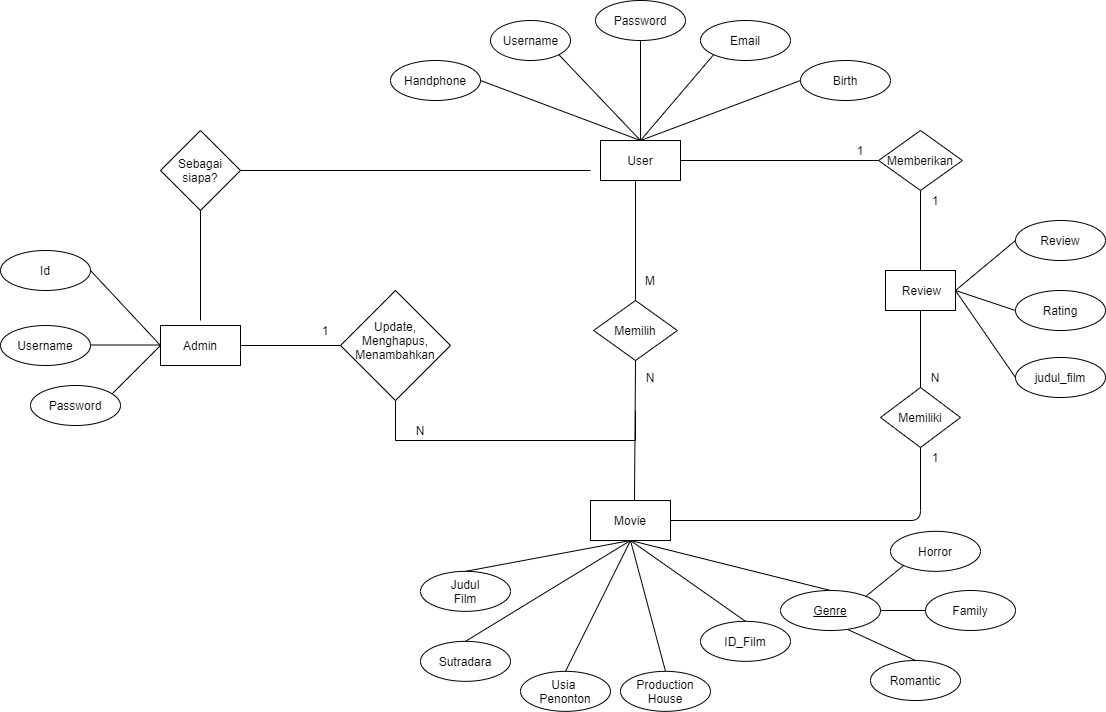 Password
Username
Email
Handphone
Birth
Sebagai
siapa?
User
1
Memberikan
1
Id
Review
M
Review
Username
Admin
1
Update,
Menghapus,
Menambahkan
Memilih
Rating
Password
N
N
judul_film
N
Memiliki
1
Movie
Horror
Judul
Film
Genre
Family
Sutradara
ID_Film
Usia
Penonton
Production
House
Romantic